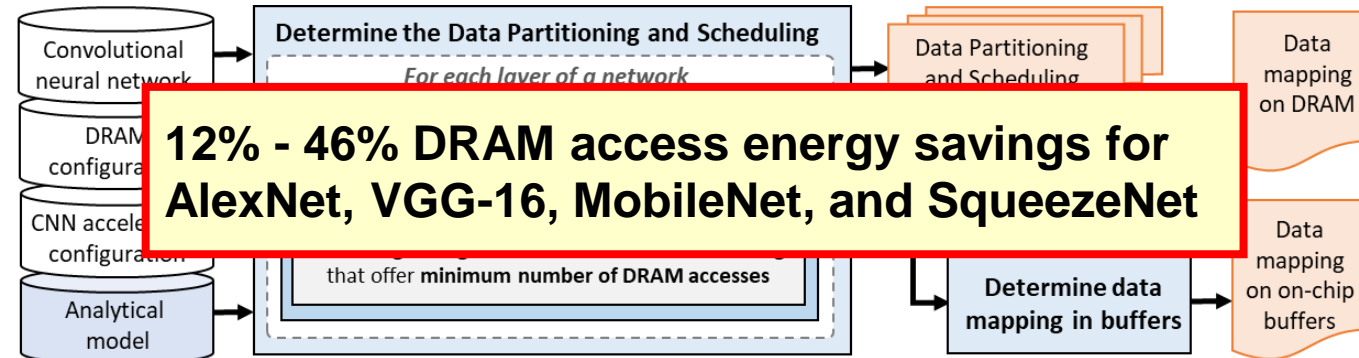 Convolutional
neural network
DRAM
CNN
Analytical
model
Determine the Data Partitioning and Scheduling
For each layer of a network
12% - 46% DRAM access energy savings for
AlexNet, VGG-16, MobileNet, and SqueezeNet
that offer minimum number of DRAM accesses
Data Partitioning
and Scheduling
Determine data
mapping in buffers
Data
mapping
on DRAM
Data
mapping
on on-chip
buffers